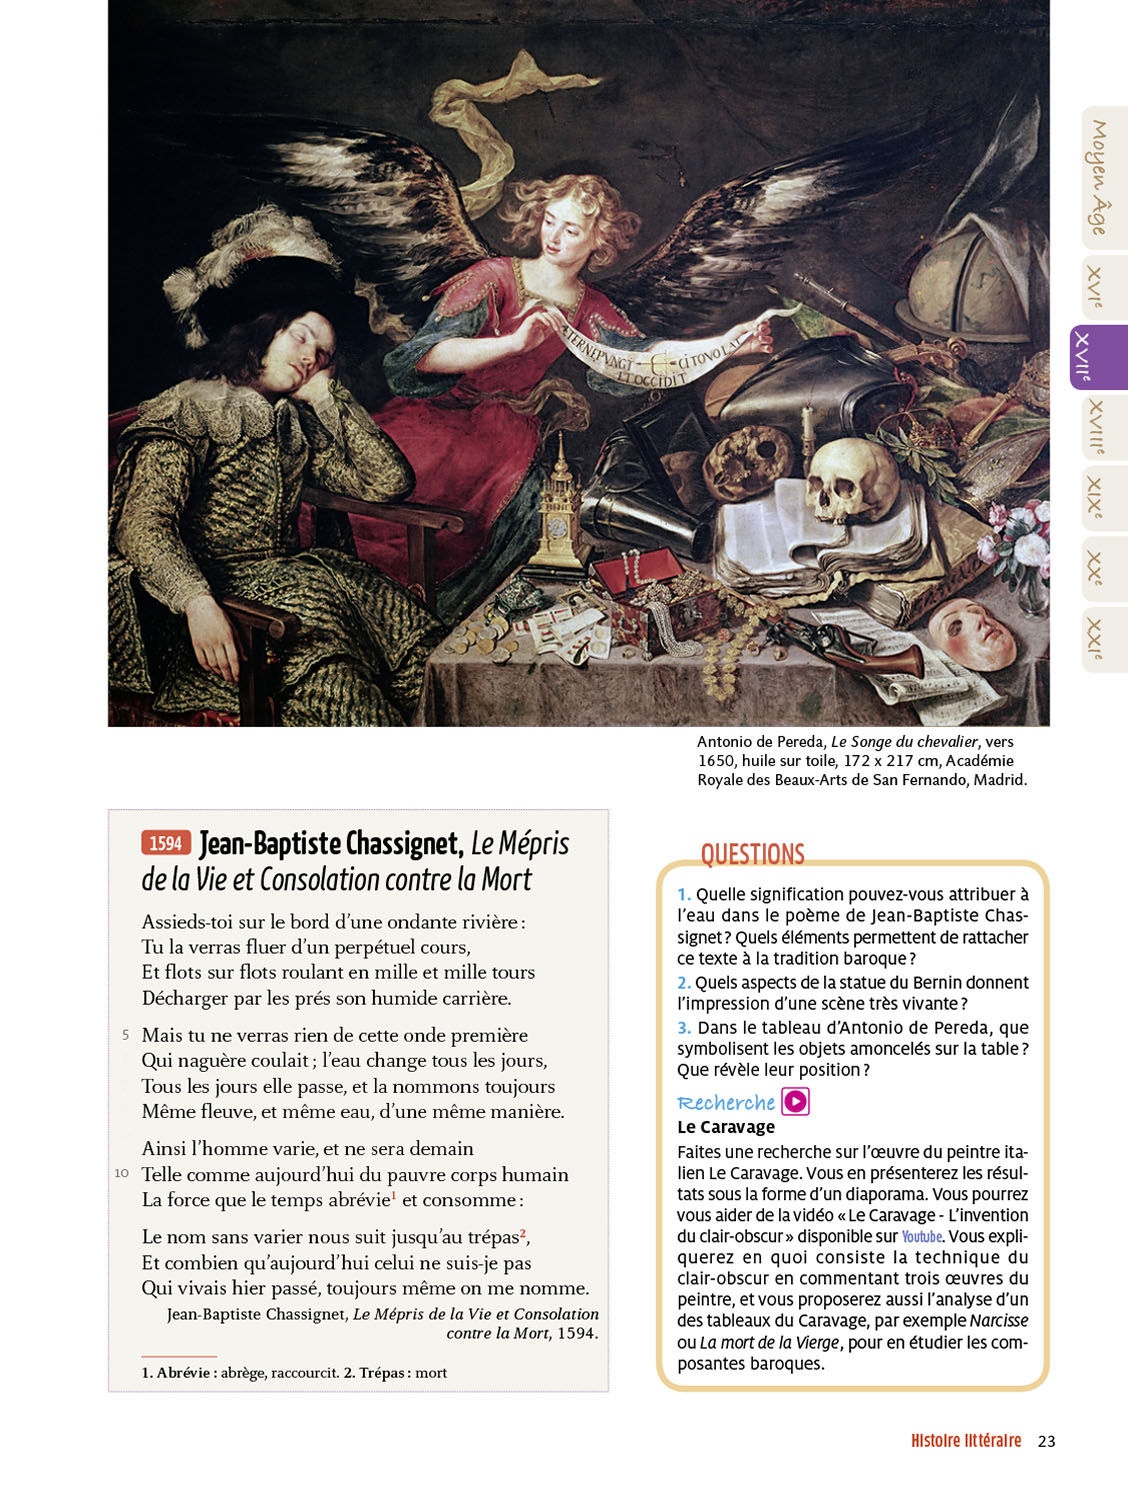 ÆTERNE PVNGIT CITO VOLAT
ET OCCIDIT
Moyen Âge
XVIe
XVIIe
XVIIIe
XIXe
XXe
XXIe
Antonio de Pereda, Le Songe du chevalier, vers
1650, huile sur toile, 172 x 217 cm, Académie
Royale des Beaux-Arts de San Fernando, Madrid.
1594 Jean-Baptiste Chassignet, Le Mépris
de la Vie et Consolation contre la Mort
Assieds-toi sur le bord d'une ondante rivière :
Tu la verras fluer d'un perpétuel cours,
Et flots sur flots roulant en mille et mille tours
Décharger par les prés son humide carrière.
5 Mais tu ne verras rien de cette onde première
Qui naguère coulait ; l'eau change tous les jours,
Tous les jours elle passe, et la nommons toujours
Même fleuve, et même eau, d'une même manière.
Ainsi l'homme varie, et ne sera demain
10 Telle comme aujourd'hui du pauvre corps humain
La force que le temps abrévie1 et consomme :
Le nom sans varier nous suit jusqu'au trépas2,
Et combien qu'aujourd'hui celui ne suis-je pas
Qui vivais hier passé, toujours même on me nomme.
Jean-Baptiste Chassignet, Le Mépris de la Vie et Consolation
contre la Mort, 1594.
1. Abrévie : abrège, raccourcit. 2. Trépas : mort
QUESTIONS
1. Quelle signification pouvez-vous attribuer à
l'eau dans le poème de Jean-Baptiste Chas-
signet ? Quels éléments permettent de rattacher
ce texte à la tradition baroque ?
2. Quels aspects de la statue du Bernin donnent
l'impression d'une scène très vivante ?
3. Dans le tableau d'Antonio de Pereda, que
symbolisent les objets amoncelés sur la table ?
Que révèle leur position ?
Recherche
Le Caravage
Faites une recherche sur l'œuvre du peintre ita-
lien Le Caravage. Vous en présenterez les résul-
tats sous la forme d'un diaporama. Vous pourrez
vous aider de la vidéo « Le Caravage - L'invention
du clair-obscur » disponible sur Youtube. Vous expli-
querez en quoi consiste la technique du
clair-obscur en commentant trois œuvres du
peintre, et vous proposerez aussi l'analyse d'un
des tableaux du Caravage, par exemple Narcisse
ou La mort de la Vierge, pour en étudier les com-
posantes baroques.
Histoire littéraire 23